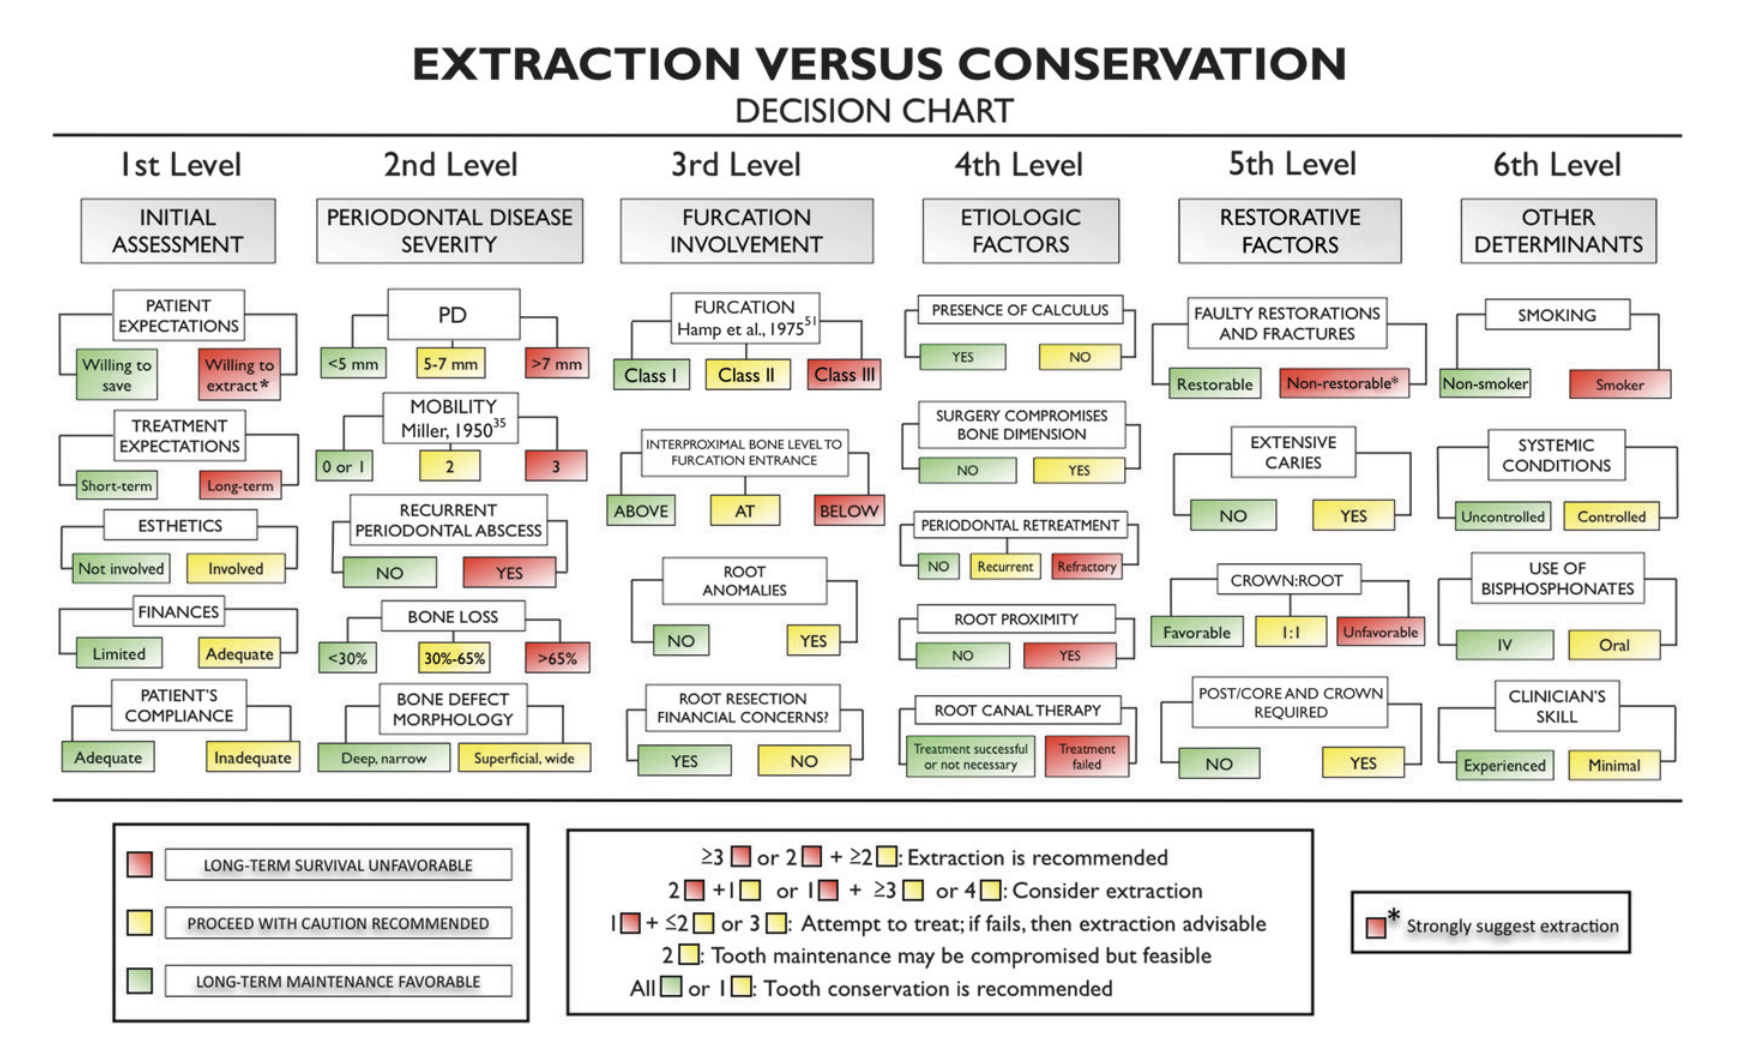 EXTRACTION VERSUS CONSERVATION
DECISION CHART
1st Level
INITIAL
ASSESSMENT
PATIENT
EXPECTATIONS
Willing to
save
Willing to
extract*
TREATMENT
EXPECTATIONS
Short-term
Long-term
ESTHETICS
Not involved
Involved
FINANCES
Limited
Adequate
PATIENT'S
COMPLIANCE
Adequate
Inadequate
2nd Level
PERIODONTAL DISEASE
SEVERITY
PD
<5 mm
5-7 mm
>7 mm
MOBILITY
Miller, 1950³⁵
0 or 1
2
3
RECURRENT
PERIODONTAL ABSCESS
NO
YES
BONE LOSS
<30%
30%-65%
>65%
BONE DEFECT
MORPHOLOGY
Deep, narrow
Superficial, wide
3rd Level
FURCATION
INVOLVEMENT
FURCATION
Hamp et al., 1975⁵¹
Class I
Class II
Class III
INTERPROXIMAL BONE LEVEL TO
FURCATION ENTRANCE
ABOVE
AT
BELOW
ROOT
ANOMALIES
NO
YES
ROOT RESECTION
FINANCIAL CONCERNS?
YES
NO
4th Level
ETIOLOGIC
FACTORS
PRESENCE OF CALCULUS
YES
NO
SURGERY COMPROMISES
BONE DIMENSION
NO
YES
PERIODONTAL RETREATMENT
NO
Recurrent
Refractory
ROOT PROXIMITY
NO
YES
ROOT CANAL THERAPY
Treatment successful
or not necessary
Treatment
failed
5th Level
RESTORATIVE
FACTORS
FAULTY RESTORATIONS
AND FRACTURES
Restorable
Non-restorable*
EXTENSIVE
CARIES
NO
YES
CROWN:ROOT
Favorable
1:1
Unfavorable
POST/CORE AND CROWN
REQUIRED
NO
YES
6th Level
OTHER
DETERMINANTS
SMOKING
Non-smoker
Smoker
SYSTEMIC
CONDITIONS
Uncontrolled
Controlled
USE OF
BISPHOSPHONATES
IV
Oral
CLINICIAN'S
SKILL
Experienced
Minimal
LONG-TERM SURVIVAL UNFAVORABLE
PROCEED WITH CAUTION RECOMMENDED
LONG-TERM MAINTENANCE FAVORABLE
≥3 or 2 + ≥2 : Extraction is recommended
2 +1 or 1 + ≥3 or 4 : Consider extraction
1 + ≤2 or 3 : Attempt to treat; if fails, then extraction advisable
2 : Tooth maintenance may be compromised but feasible
All or 1 : Tooth conservation is recommended
* Strongly suggest extraction